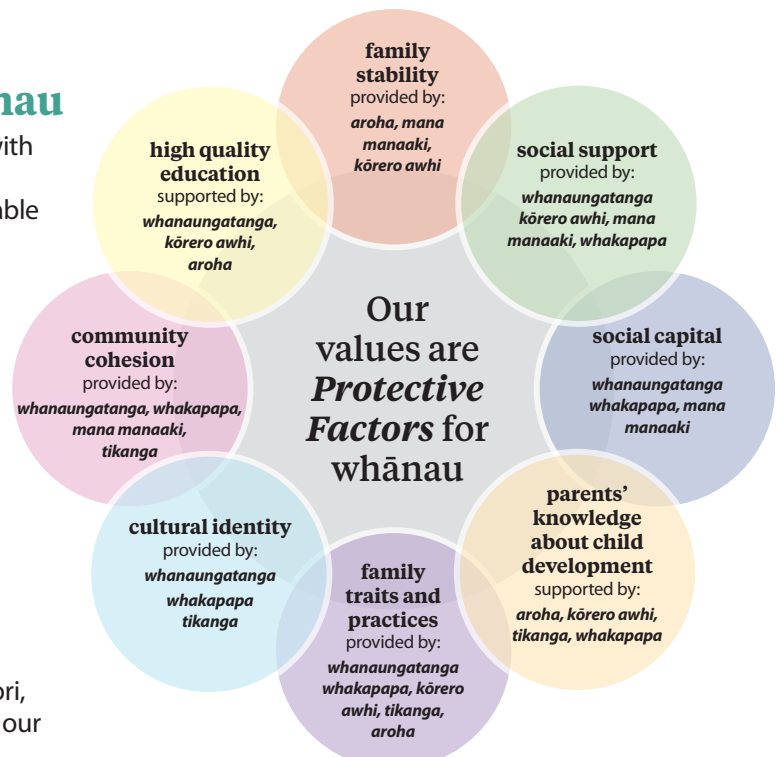 nau
with
able
ori,
our
family
stability
provided by:
aroha, mana
manaaki,
kōrero awhi
social support
provided by:
whanaungatanga
kōrero awhi, mana
manaaki, whakapapa
social capital
provided by:
whanaungatanga
whakapapa, mana
manaaki
parents’
knowledge
about child
development
supported by:
aroha, kōrero awhi,
tikanga, whakapapa
family
traits and
practices
provided by:
whanaungatanga
whakapapa, kōrero
awhi, tikanga,
aroha
cultural identity
provided by:
whanaungatanga
whakapapa
tikanga
community
cohesion
provided by:
whanaungatanga, whakapapa,
mana manaaki,
tikanga
high quality
education
supported by:
whanaungatanga,
kōrero awhi,
aroha
Our
values are
Protective
Factors for
whānau